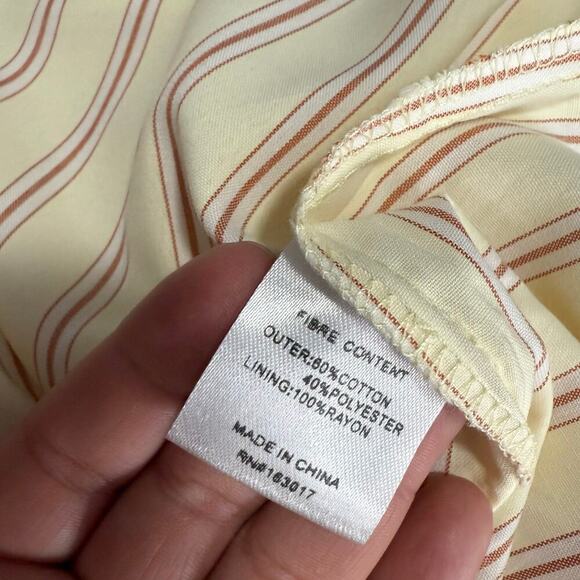 FIBRE CONTENT
OUTER:60%COTTON
40%POLYESTER
LINING:100%RAYON
MADE IN CHINA
RN#163017